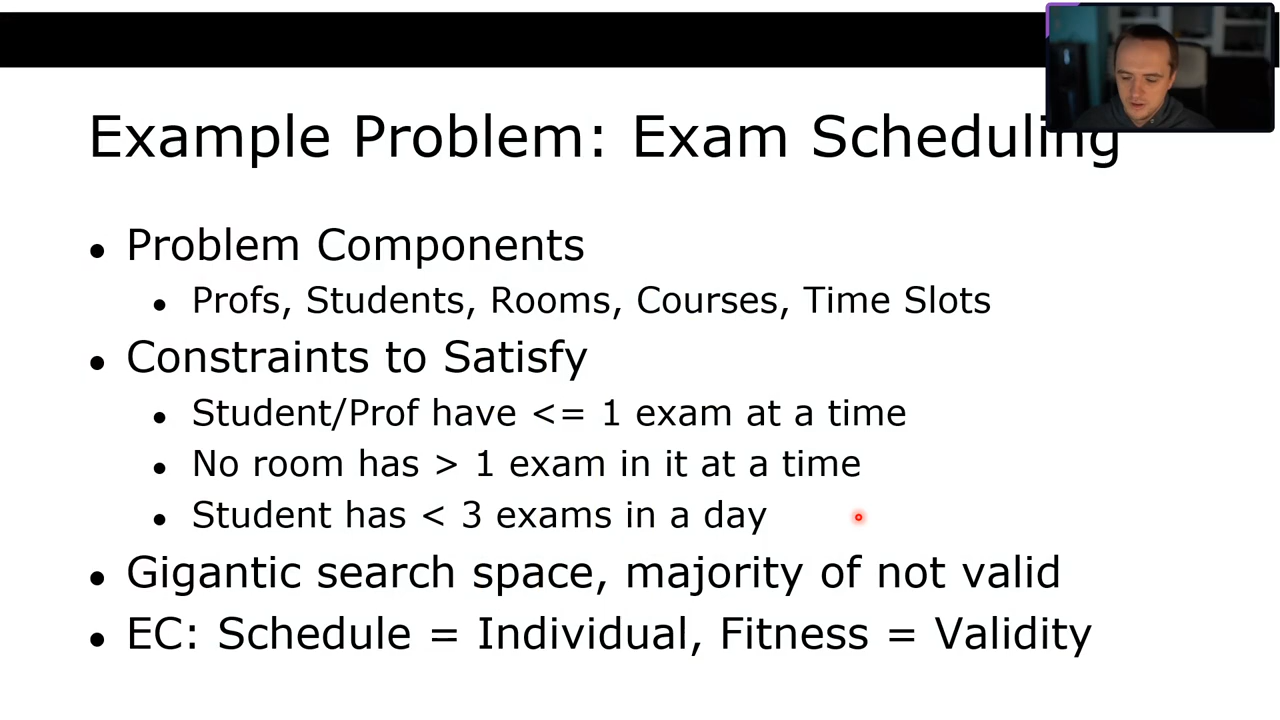 Example Problem: Exam Scheduling
• Problem Components
• Profs, Students, Rooms, Courses, Time Slots
• Constraints to Satisfy
• Student/Prof have <= 1 exam at a time
• No room has > 1 exam in it at a time
• Student has < 3 exams in a day
• Gigantic search space, majority of not valid
• EC: Schedule = Individual, Fitness = Validity